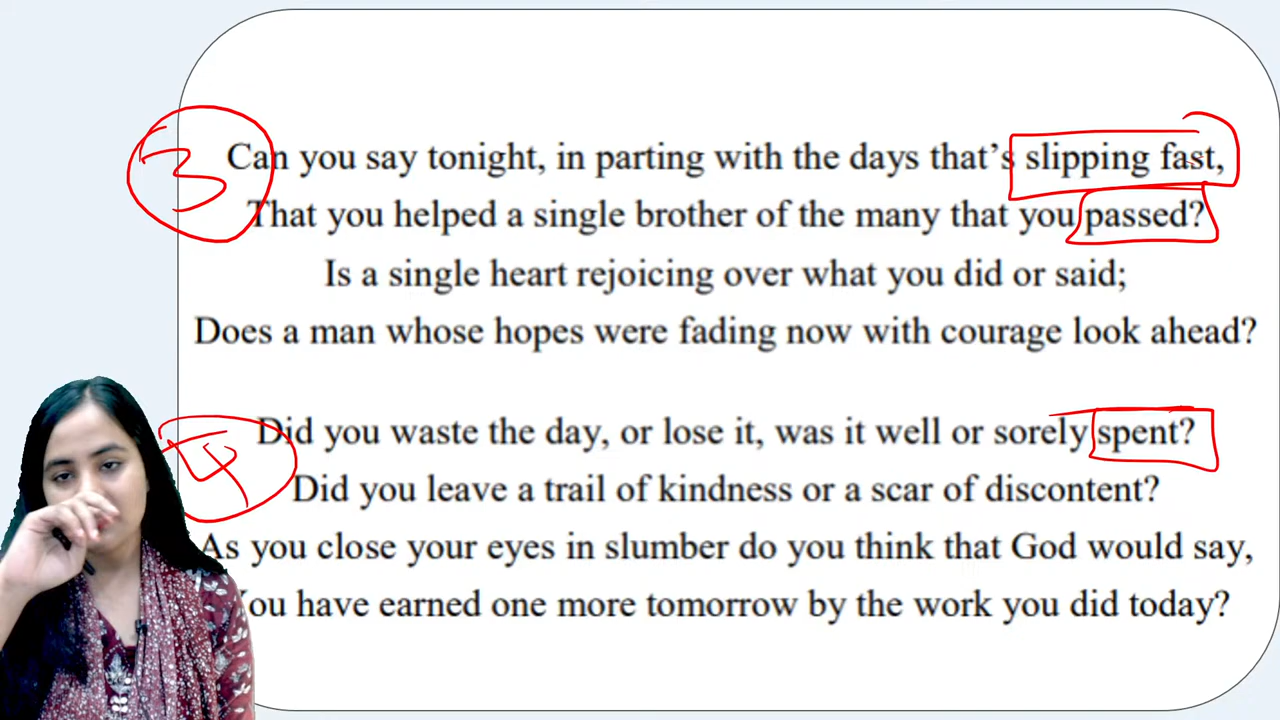 3
Can you say tonight, in parting with the days that's slipping fast,
That you helped a single brother of the many that you passed?
Is a single heart rejoicing over what you did or said;
Does a man whose hopes were fading now with courage look ahead?
4
Did you waste the day, or lose it, was it well or sorely spent?
Did you leave a trail of kindness or a scar of discontent?
As you close your eyes in slumber do you think that God would say,
You have earned one more tomorrow by the work you did today?